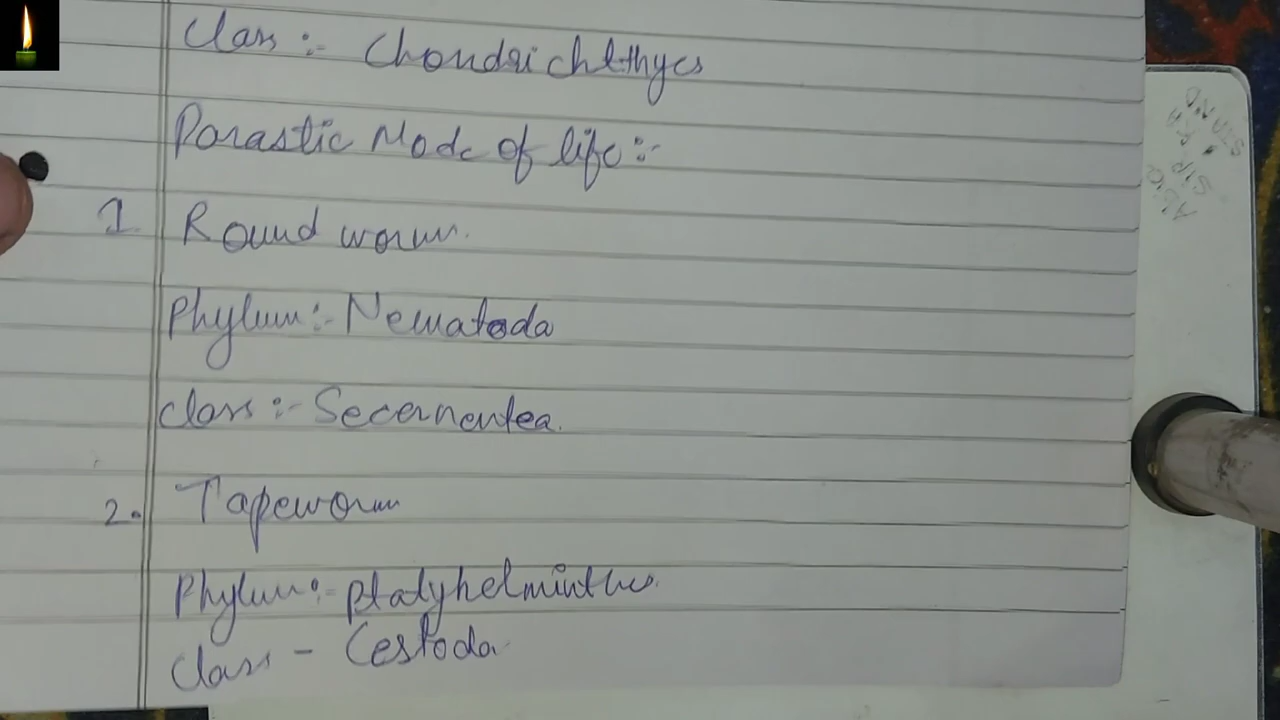 Class :- Chondrichthyes
Parastic Mode of life :-
1. Round worm.
Phylum :- Nematoda
class :- Secernentea.
2. Tapeworm
Phylum :- Platyhelminthes.
Class - Cestoda.